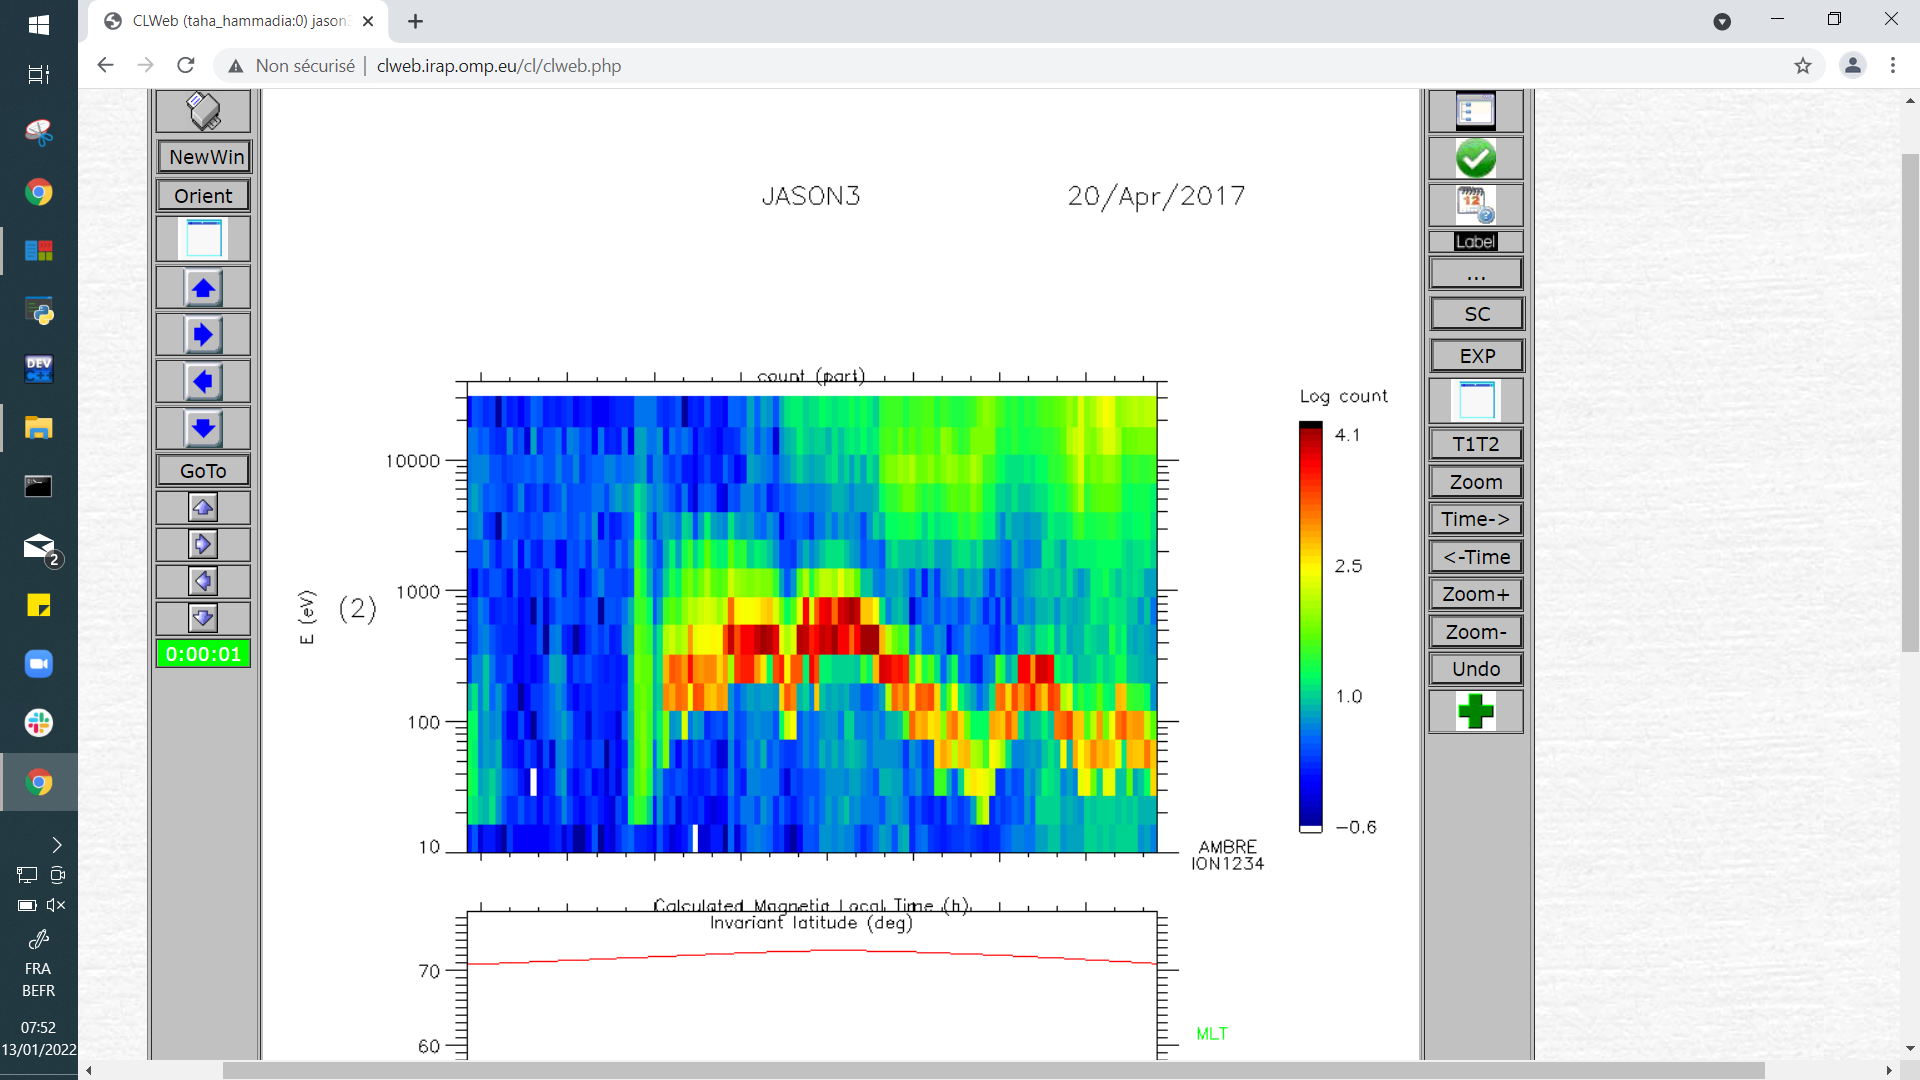 CLWeb (taha_hammadia:0) jason3
Non sécurisé
clweb.irap.omp.eu/cl/clweb.php
NewWin
Orient
GoTo
0:00:01
JASON3
20/Apr/2017
count (part)
10000
1000
100
10
E (eV)
(2)
AMBRE
ION1234
Log count
4.1
2.5
1.0
−0.6
Calculated Magnetic Local Time (h)
Invariant latitude (deg)
70
60
MLT
12
Label
...
SC
EXP
T1T2
Zoom
Time->
<-Time
Zoom+
Zoom-
Undo
DEV
C++
2
FRA
BEFR
07:52
13/01/2022